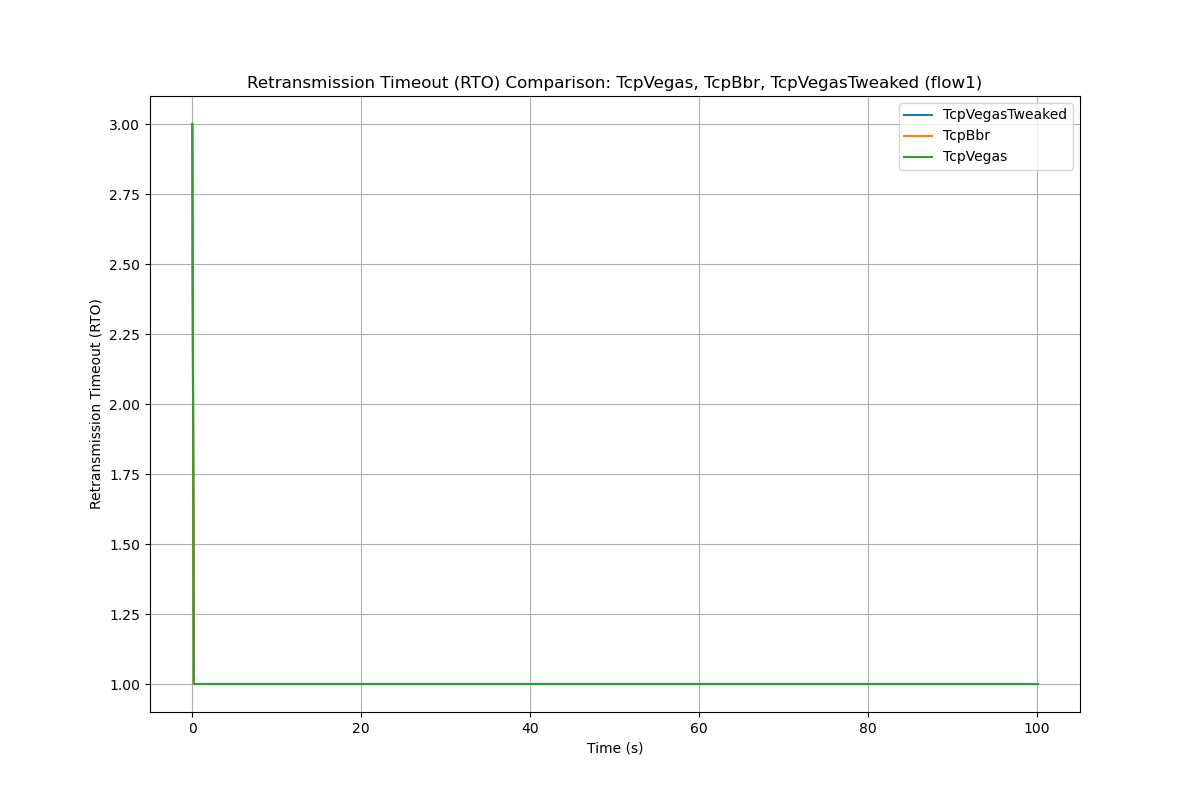 Retransmission Timeout (RTO) Comparison: TcpVegas, TcpBbr, TcpVegasTweaked (flow1)
TcpVegasTweaked
TcpBbr
TcpVegas
Retransmission Timeout (RTO)
3.00
2.75
2.50
2.25
2.00
1.75
1.50
1.25
1.00
0 20 40 60 80 100
Time (s)